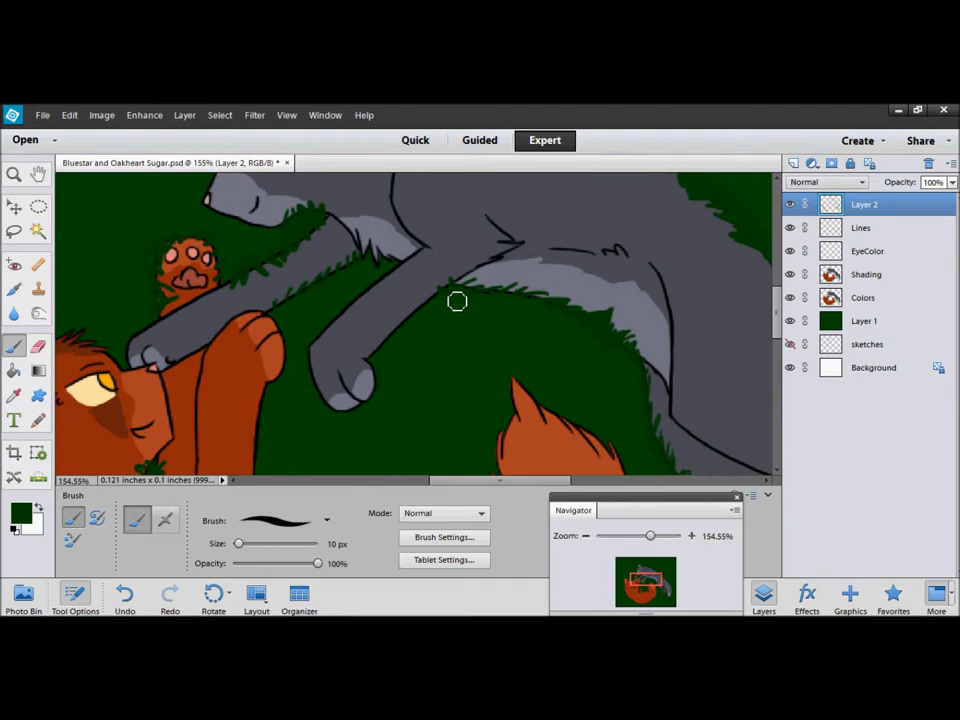 File Edit Image Enhance Layer Select Filter View Window Help
Open Quick Guided Expert Create Share
Bluestar and Oakheart Sugar.psd @ 155% (Layer 2, RGB/8) * ×
Normal Opacity: 100%
Layer 2
Lines
EyeColor
Shading
Colors
Layer 1
sketches
Background
154.55% 0.121 inches x 0.1 inches (999...
Brush
Brush:
Size: 10 px
Opacity: 100%
Mode: Normal
Brush Settings...
Tablet Settings...
Navigator
Zoom: 154.55%
Photo Bin Tool Options Undo Redo Rotate Layout Organizer Layers Effects Graphics Favorites More